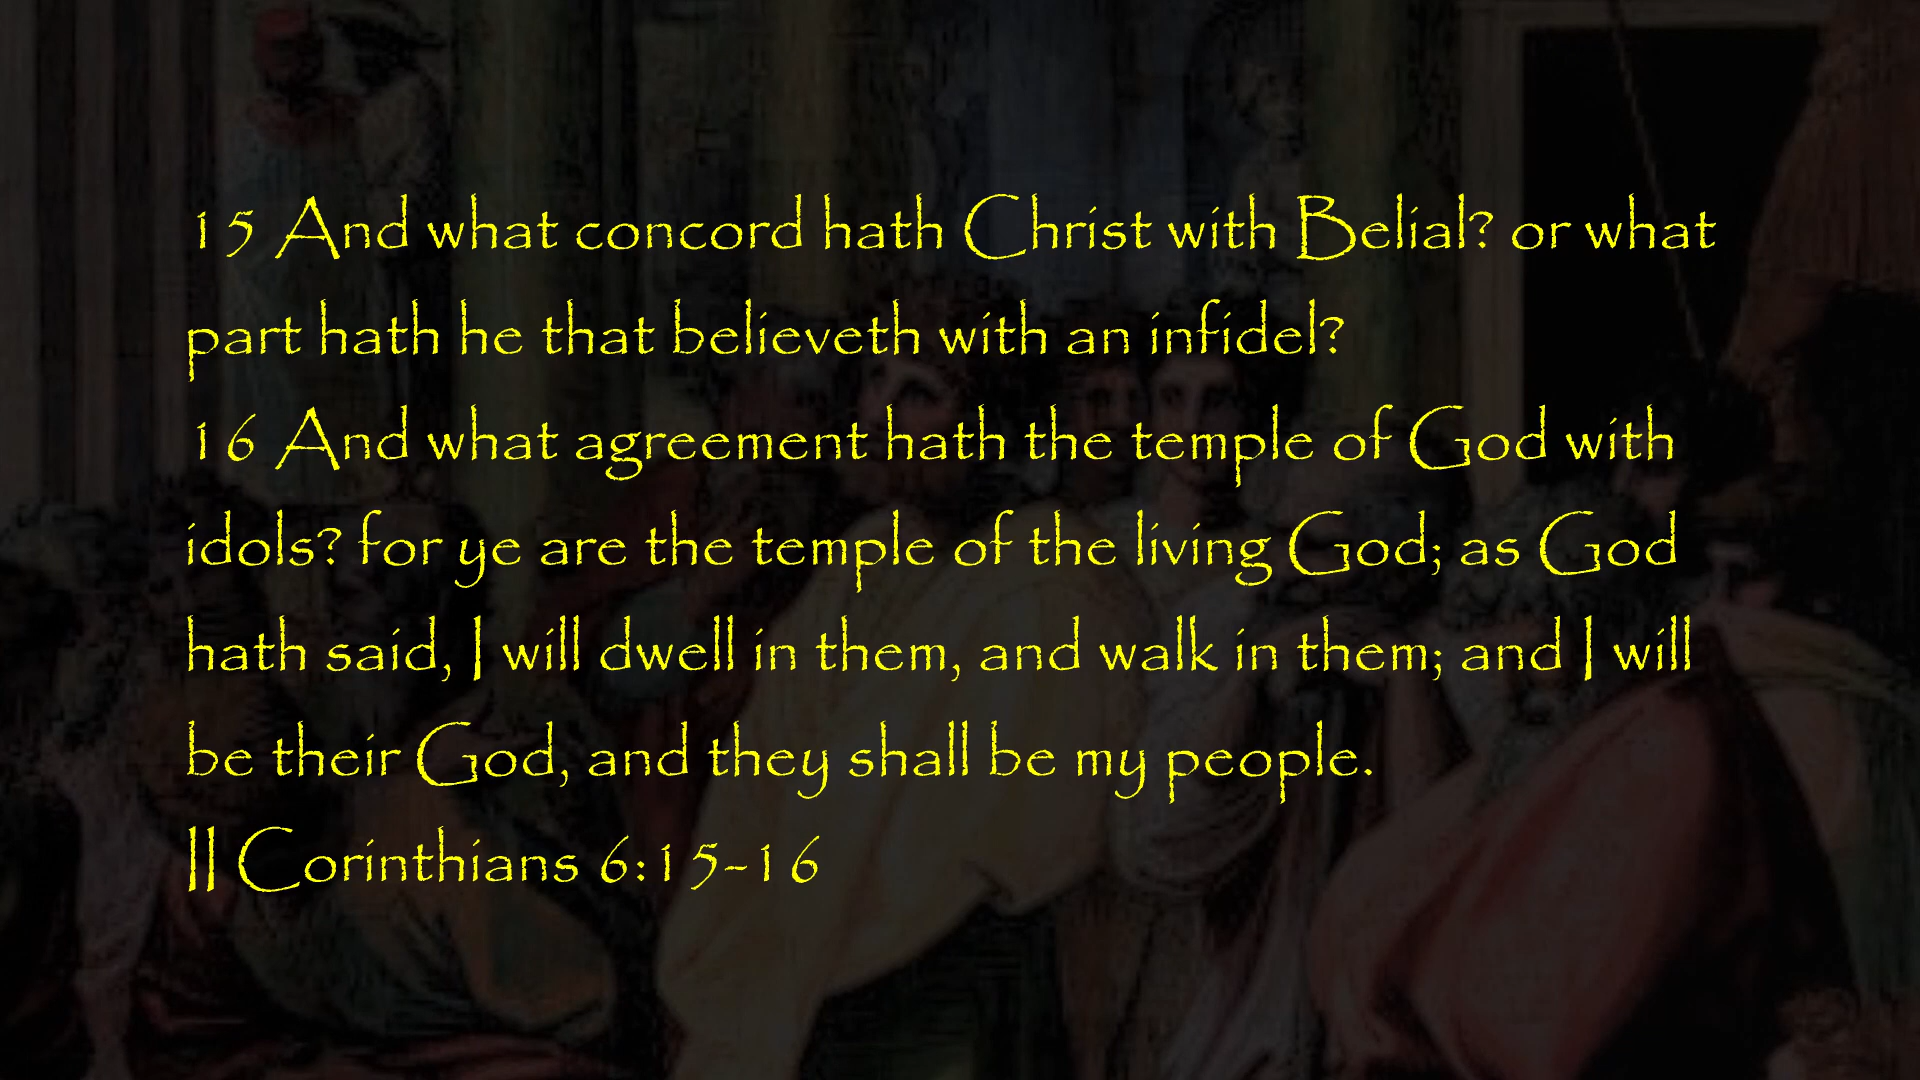 15 And what concord hath Christ with Belial? or what
part hath he that believeth with an infidel?
16 And what agreement hath the temple of God with
idols? for ye are the temple of the living God; as God
hath said, I will dwell in them, and walk in them; and I will
be their God, and they shall be my people.
II Corinthians 6:15-16